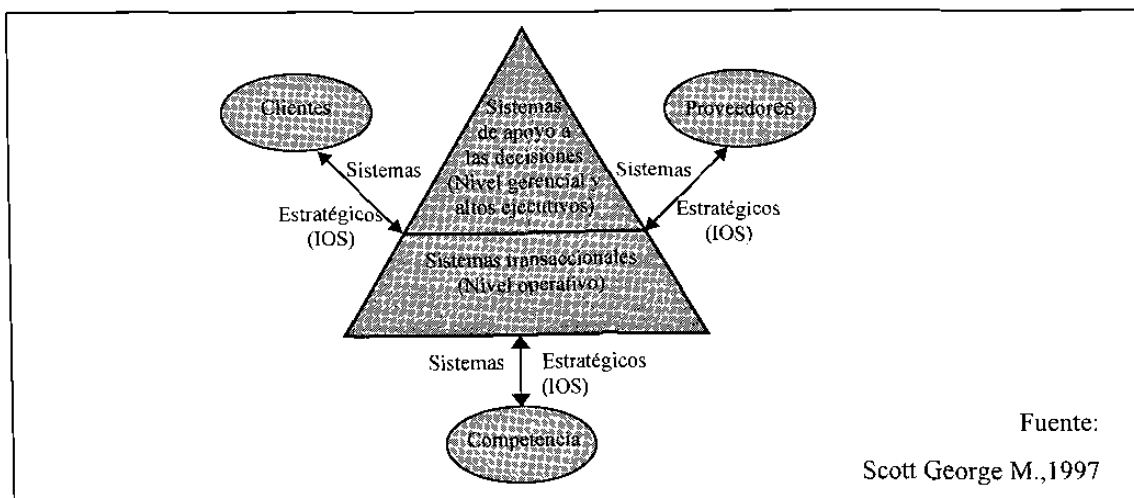 Clientes
Proveedores
Sistemas
de apoyo a
las decisiones
(Nivel gerencial y
altos ejecutivos)
Sistemas
Estratégicos
(IOS)
Sistemas
Estratégicos
(IOS)
Sistemas transaccionales
(Nivel operativo)
Sistemas
Estratégicos
(IOS)
Competencia
Fuente:
Scott George M.,1997